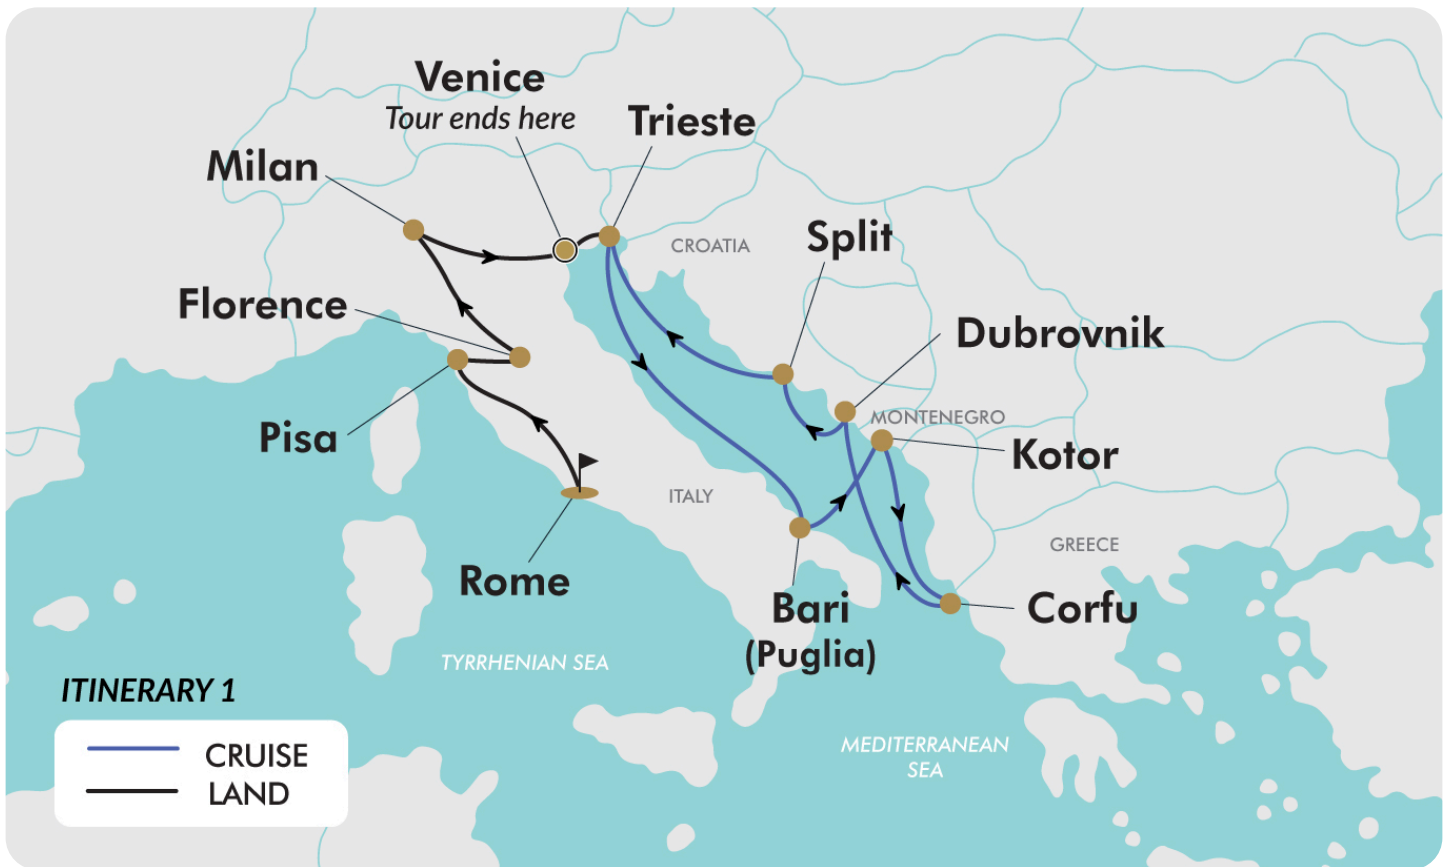 Venice
Tour ends here
Trieste
Milan
Split
CROATIA
Florence
Dubrovnik
MONTENEGRO
Pisa
Kotor
ITALY
GREECE
Rome
Bari
(Puglia)
Corfu
TYRRHENIAN SEA
ITINERARY 1
MEDITERRANEAN
SEA
CRUISE
LAND